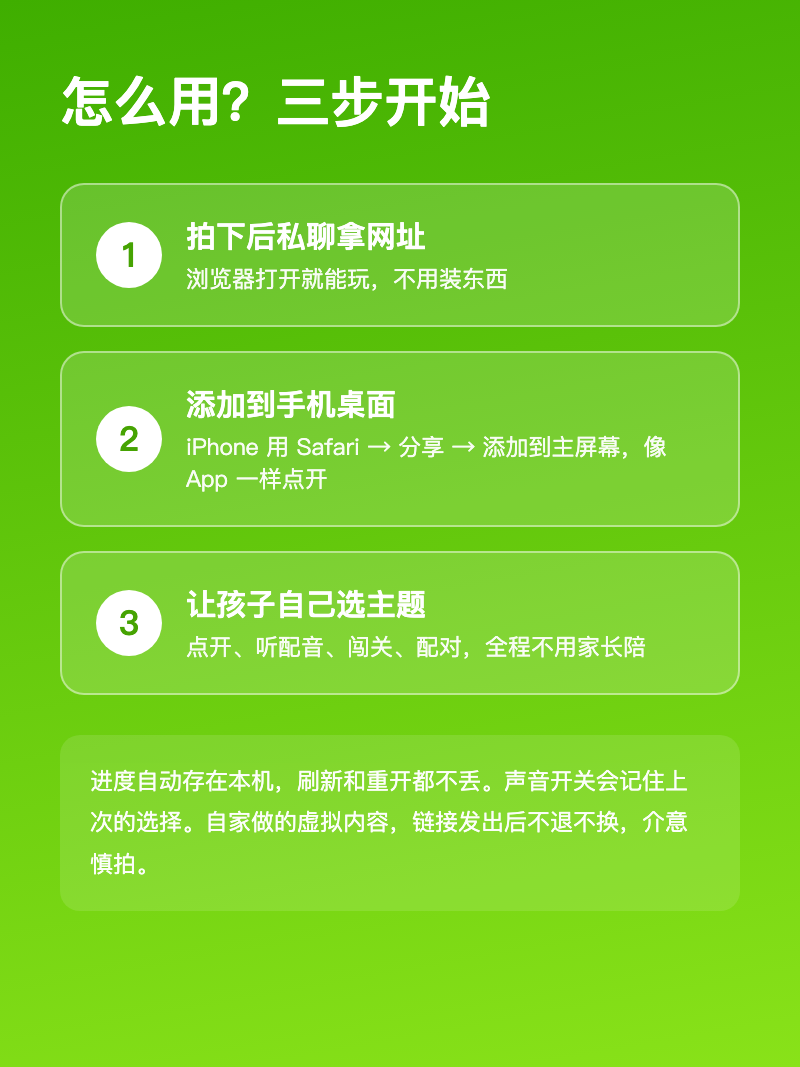 怎么用？三步开始
1
拍下后私聊拿网址
浏览器打开就能玩，不用装东西
2
添加到手机桌面
iPhone 用 Safari → 分享 → 添加到主屏幕，像
App 一样点开
3
让孩子自己选主题
点开、听配音、闯关、配对，全程不用家长陪
进度自动存在本机，刷新和重开都不丢。声音开关会记住上
次的选择。自家做的虚拟内容，链接发出后不退不换，介意
慎拍。